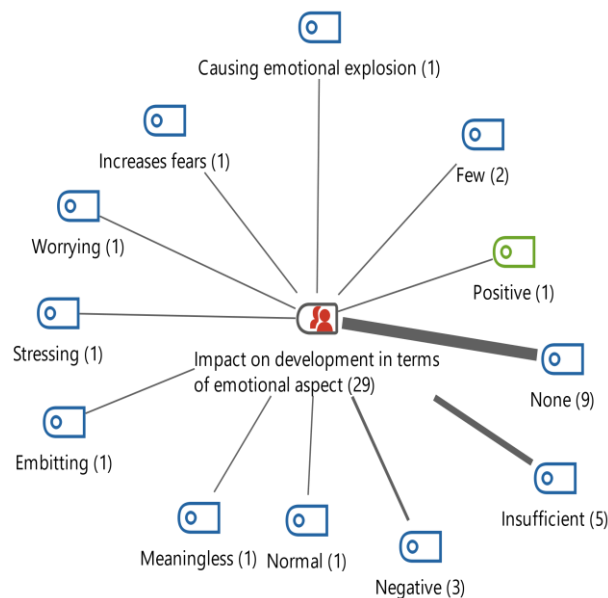 Causing emotional explosion (1)
Increases fears (1)
Few (2)
Worrying (1)
Positive (1)
Stressing (1)
Impact on development in terms
of emotional aspect (29)
None (9)
Embitting (1)
Insufficient (5)
Meaningless (1)
Normal (1)
Negative (3)